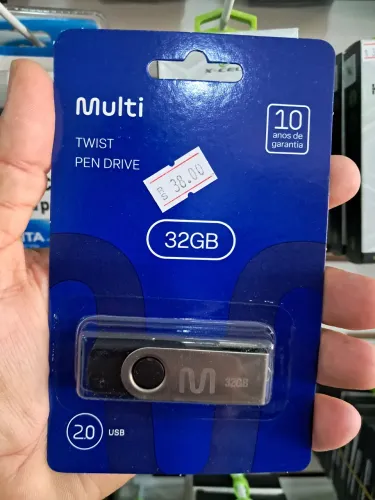 Multi
TWIST
PEN DRIVE
10
anos de
garantia
R$ 38.00
32GB
M 32GB
2.0 USB